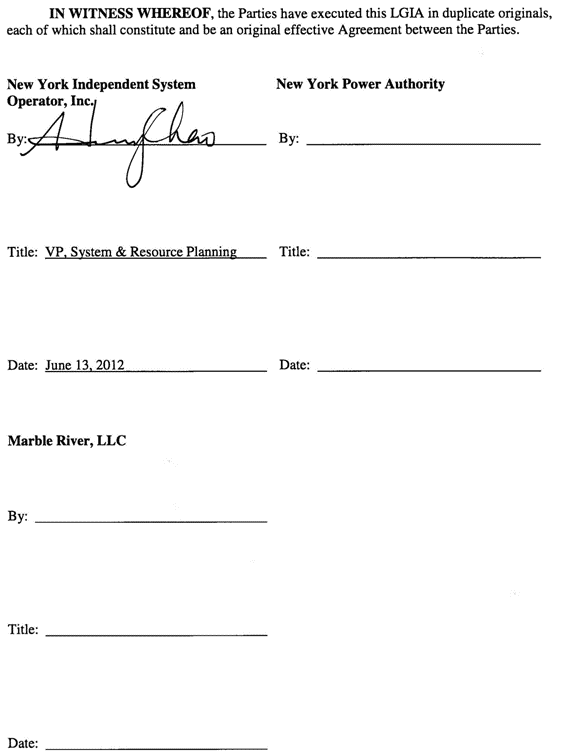 IN WITNESS WHEREOF, the Parties have executed this LGIA in duplicate originals,
each of which shall constitute and be an original effective Agreement between the Parties.
New York Independent System
Operator, Inc.
New York Power Authority
By:
By:
Title: VP, System & Resource Planning
Title:
Date: June 13, 2012
Date:
Marble River, LLC
By:
Title:
Date: